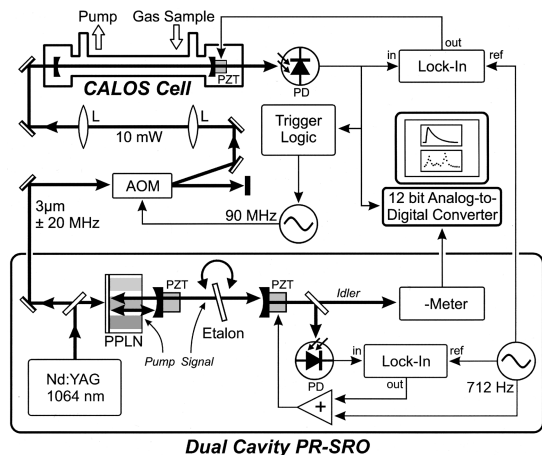 Pump
Gas Sample
out
in
ref
Lock-In
PZT
PD
CALOS Cell
L
L
10 mW
Trigger
Logic
AOM
3μm
± 20 MHz
90 MHz
12 bit Analog-to-
Digital Converter
PZT
PZT
Idler
-Meter
Etalon
PPLN
Pump
Signal
in
ref
Lock-In
Nd:YAG
1064 nm
PD
out
712 Hz
+
Dual Cavity PR-SRO